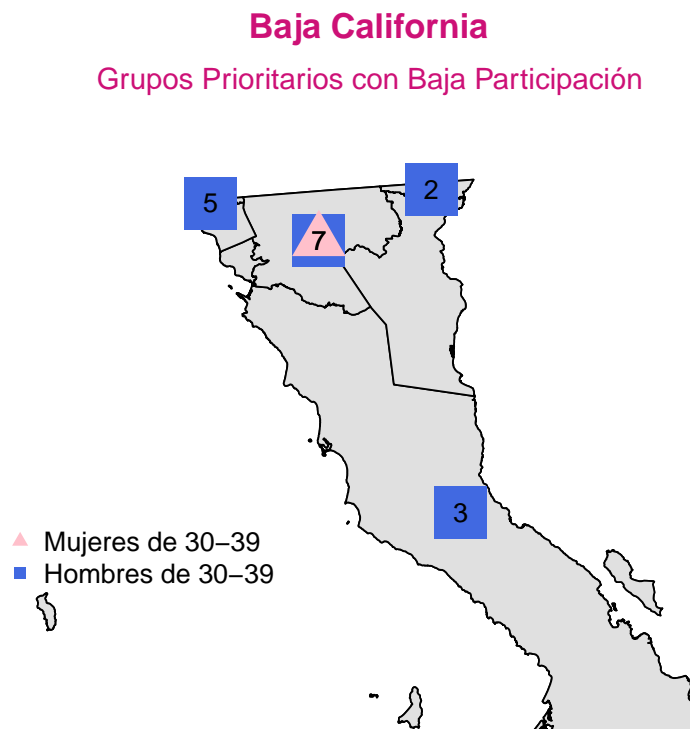 Baja California
Grupos Prioritarios con Baja Participación
5
2
7
3
Mujeres de 30−39
Hombres de 30−39